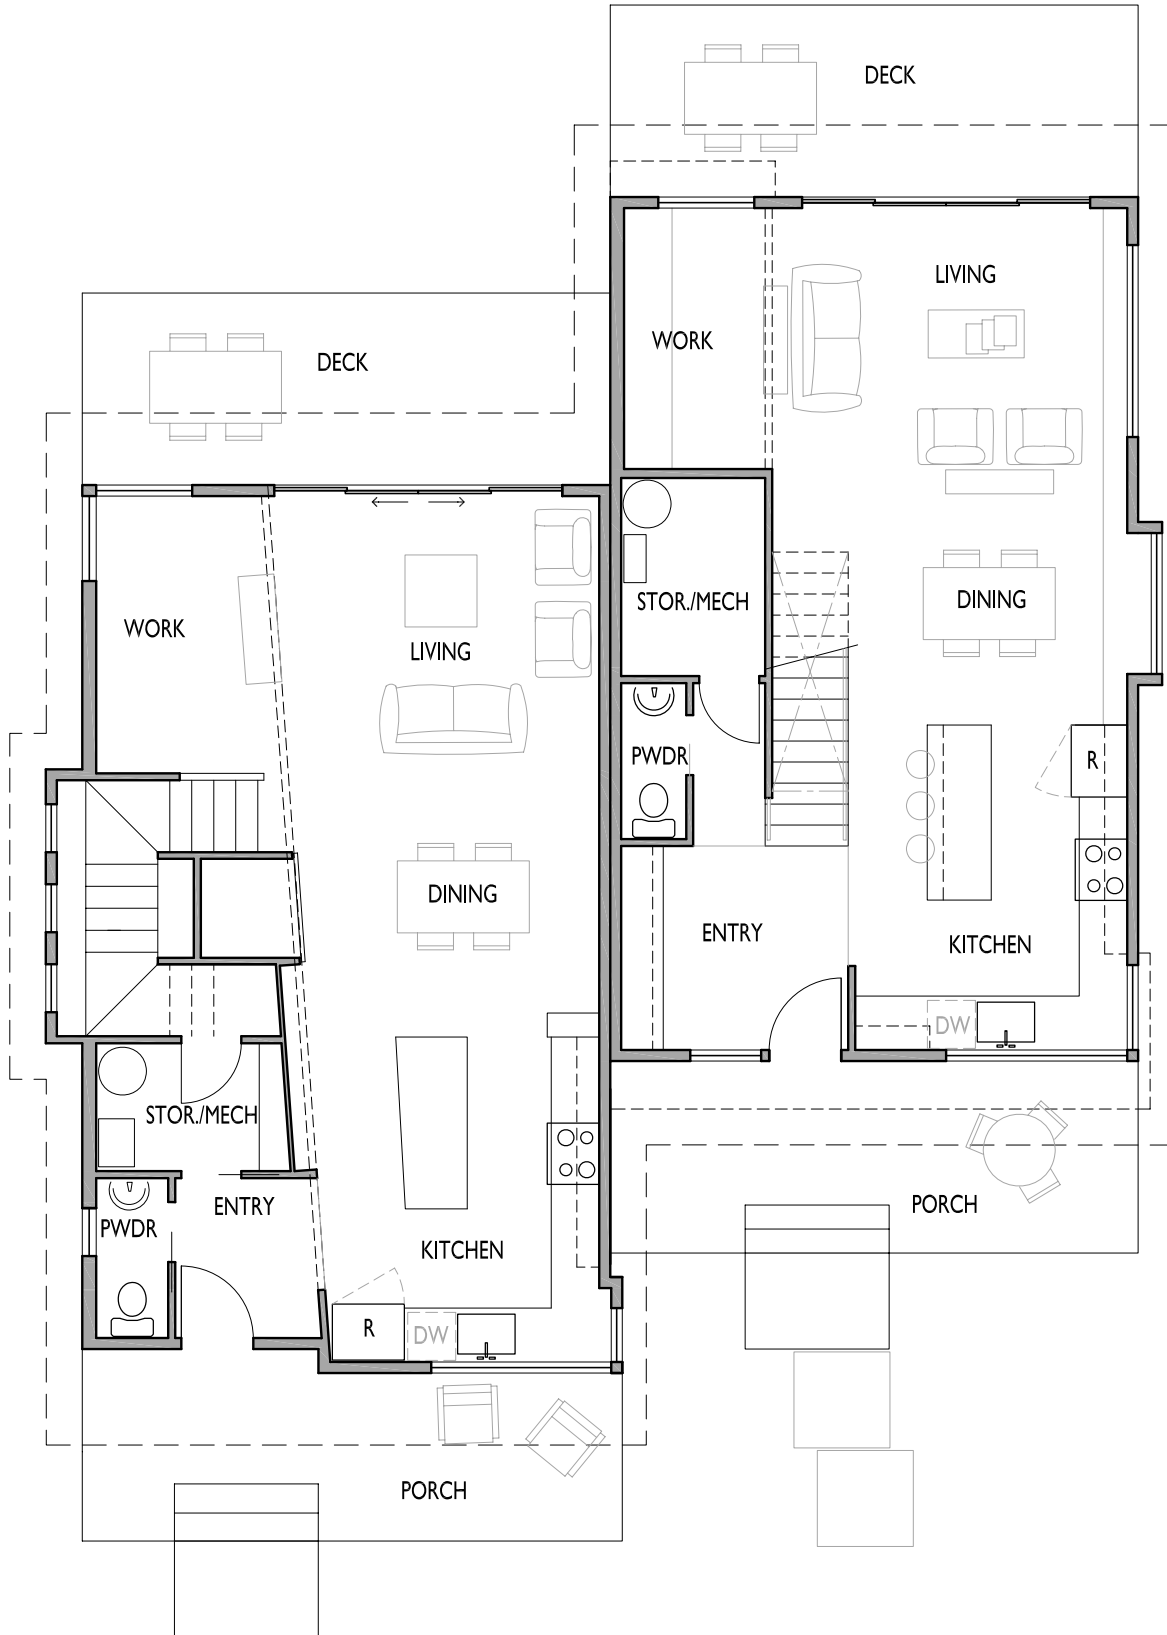 DECK
LIVING
WORK
DECK
STOR./MECH
DINING
WORK
LIVING
PWDR
R
DINING
ENTRY
KITCHEN
DW
STOR./MECH
ENTRY
PORCH
PWDR
KITCHEN
R
DW
PORCH